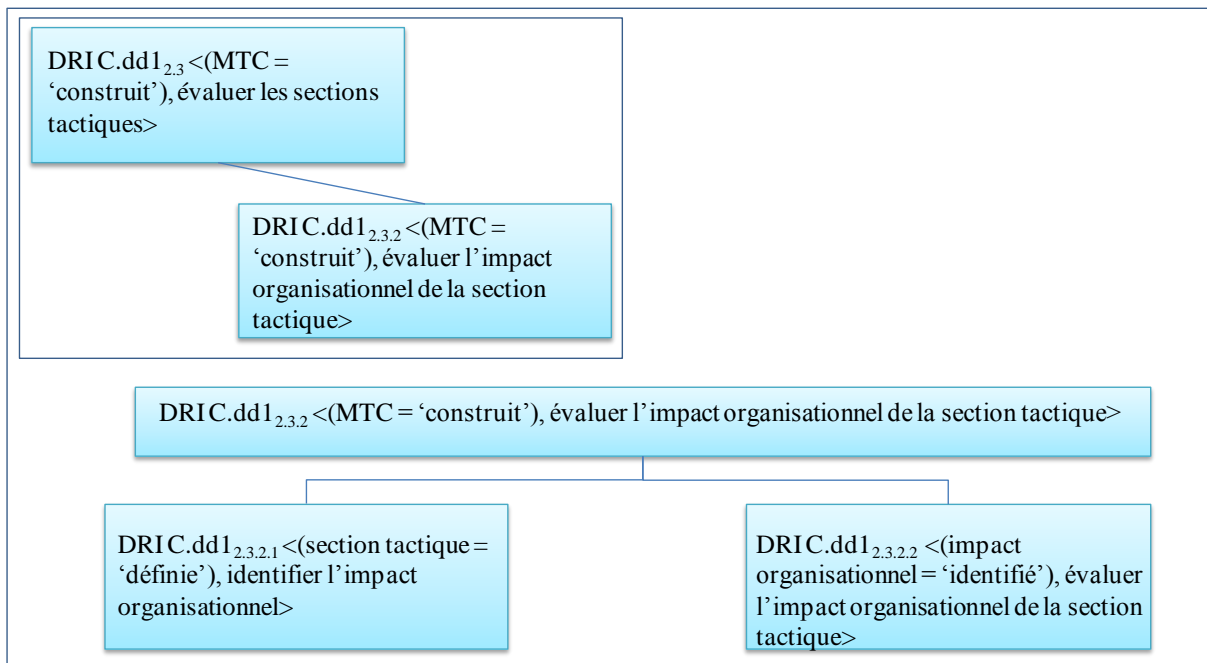 DRIC.dd12.3 <(MTC =
‘construit’), évaluer les sections
tactiques>
DRIC.dd12.3.2 <(MTC =
‘construit’), évaluer l’impact
organisationnel de la section
tactique>
DRIC.dd12.3.2 <(MTC = ‘construit’), évaluer l’impact organisationnel de la section tactique>
DRIC.dd12.3.2.1 <(section tactique =
‘définie’), identifier l’impact
organisationnel>
DRIC.dd12.3.2.2 <(impact
organisationnel = ‘identifié’), évaluer
l’impact organisationnel de la section
tactique>